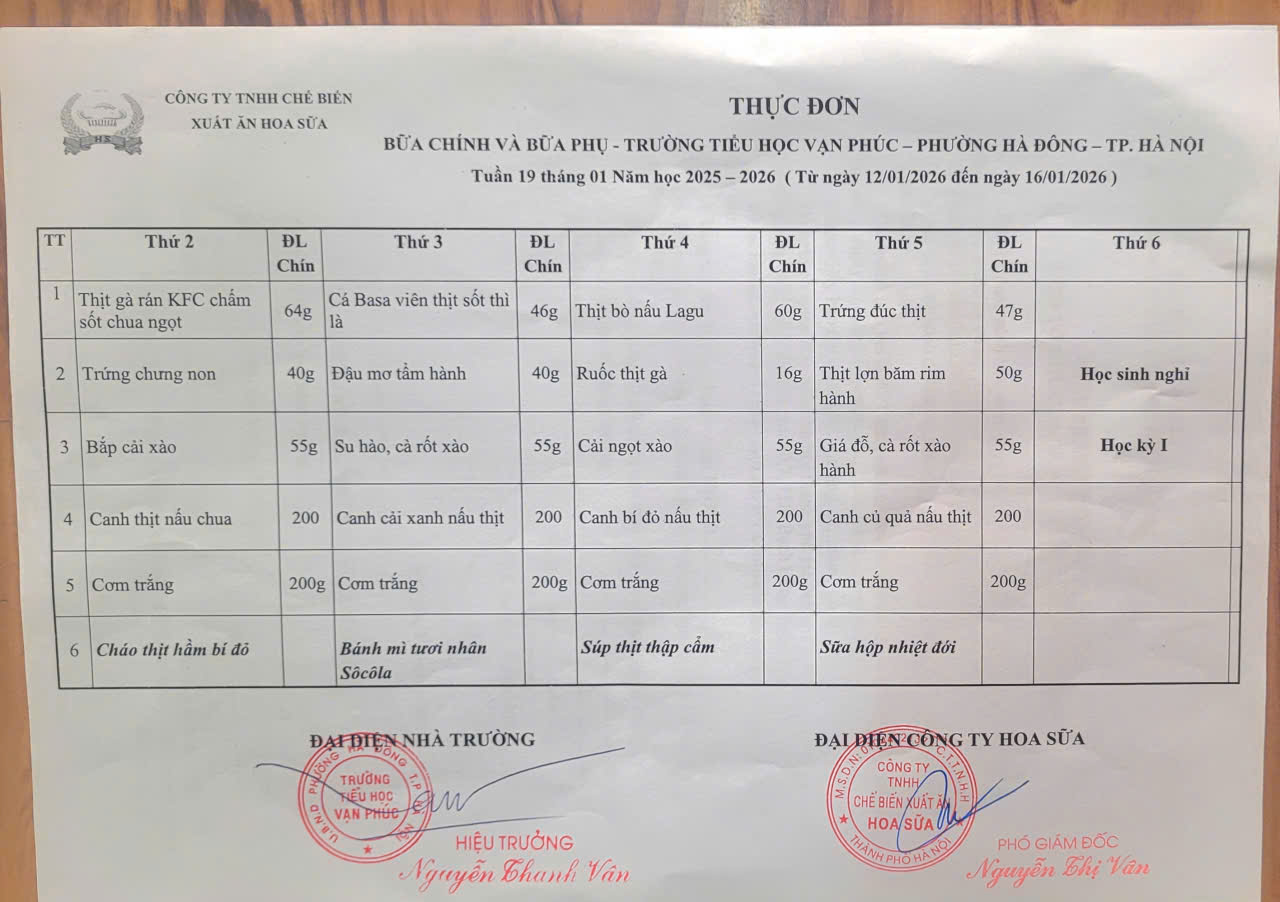 CÔNG TY TNHH CHẾ BIẾN
XUẤT ĂN HOA SỮA
HS
THỰC ĐƠN
BỮA CHÍNH VÀ BỮA PHỤ - TRƯỜNG TIỂU HỌC VẠN PHÚC – PHƯỜNG HÀ ĐÔNG – TP. HÀ NỘI
Tuần 19 tháng 01 Năm học 2025 – 2026 ( Từ ngày 12/01/2026 đến ngày 16/01/2026 )
TT Thứ 2 ĐL Chín Thứ 3 ĐL Chín Thứ 4 ĐL Chín Thứ 5 ĐL Chín Thứ 6
1 Thịt gà rán KFC chấm sốt chua ngọt 64g Cá Basa viên thịt sốt thì là 46g Thịt bò nấu Lagu 60g Trứng đúc thịt 47g
2 Trứng chưng non 40g Đậu mơ tẩm hành 40g Ruốc thịt gà 16g Thịt lợn băm rim hành 50g Học sinh nghỉ
3 Bắp cải xào 55g Su hào, cà rốt xào 55g Cải ngọt xào 55g Giá đỗ, cà rốt xào hành 55g Học kỳ I
4 Canh thịt nấu chua 200 Canh cải xanh nấu thịt 200 Canh bí đỏ nấu thịt 200 Canh củ quả nấu thịt 200
5 Cơm trắng 200g Cơm trắng 200g Cơm trắng 200g Cơm trắng 200g
6 Cháo thịt hầm bí đỏ Bánh mì tươi nhân Sôcôla Súp thịt thập cẩm Sữa hộp nhiệt đới
ĐẠI DIỆN NHÀ TRƯỜNG
U.B.N.D PHƯỜNG HÀ ĐÔNG T.P HÀ NỘI
TRƯỜNG
TIỂU HỌC
VẠN PHÚC
HIỆU TRƯỞNG
Nguyễn Thanh Vân
ĐẠI DIỆN CÔNG TY HOA SỮA
M.S.D.N: C.T.T.N.H.H
CÔNG TY
TNHH
CHẾ BIẾN XUẤT ĂN
HOA SỮA
THÀNH PHỐ HÀ NỘI
PHÓ GIÁM ĐỐC
Nguyễn Thị Vân